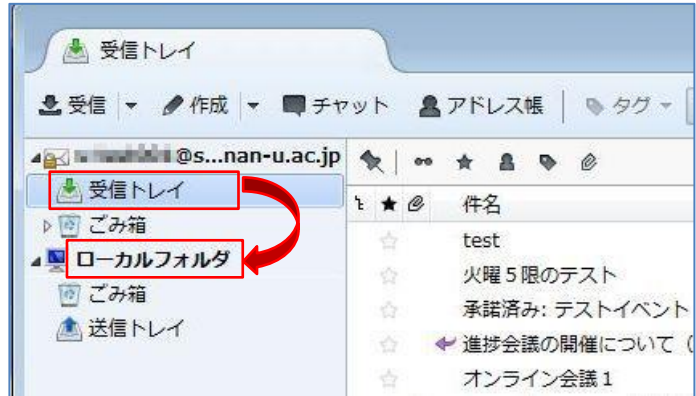 受信トレイ
受信 作成 チャット アドレス帳 タグ
@s...nan-u.ac.jp
受信トレイ
ごみ箱
ローカルフォルダ
ごみ箱
送信トレイ
件名
test
火曜５限のテスト
承諾済み: テストイベント
進捗会議の開催について（
オンライン会議１